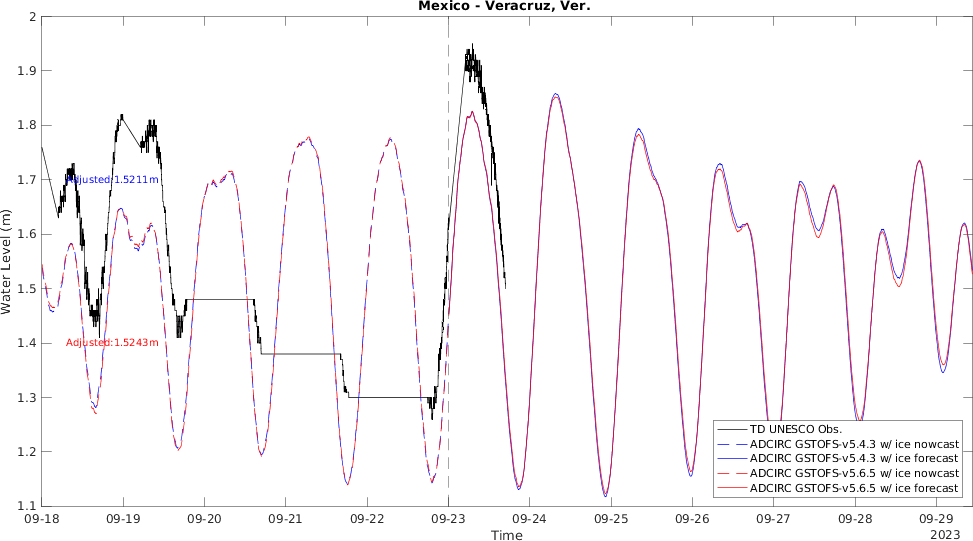 Mexico - Veracruz, Ver.
2
1.9
1.8
1.7
1.6
1.5
1.4
1.3
1.2
1.1
Water Level (m)
Adjusted:1.5211m
Adjusted:1.5243m
TD UNESCO Obs.
ADCIRC GSTOFS-v5.4.3 w/ ice nowcast
ADCIRC GSTOFS-v5.4.3 w/ ice forecast
ADCIRC GSTOFS-v5.6.5 w/ ice nowcast
ADCIRC GSTOFS-v5.6.5 w/ ice forecast
09-18 09-19 09-20 09-21 09-22 09-23 09-24 09-25 09-26 09-27 09-28 09-29
Time
2023